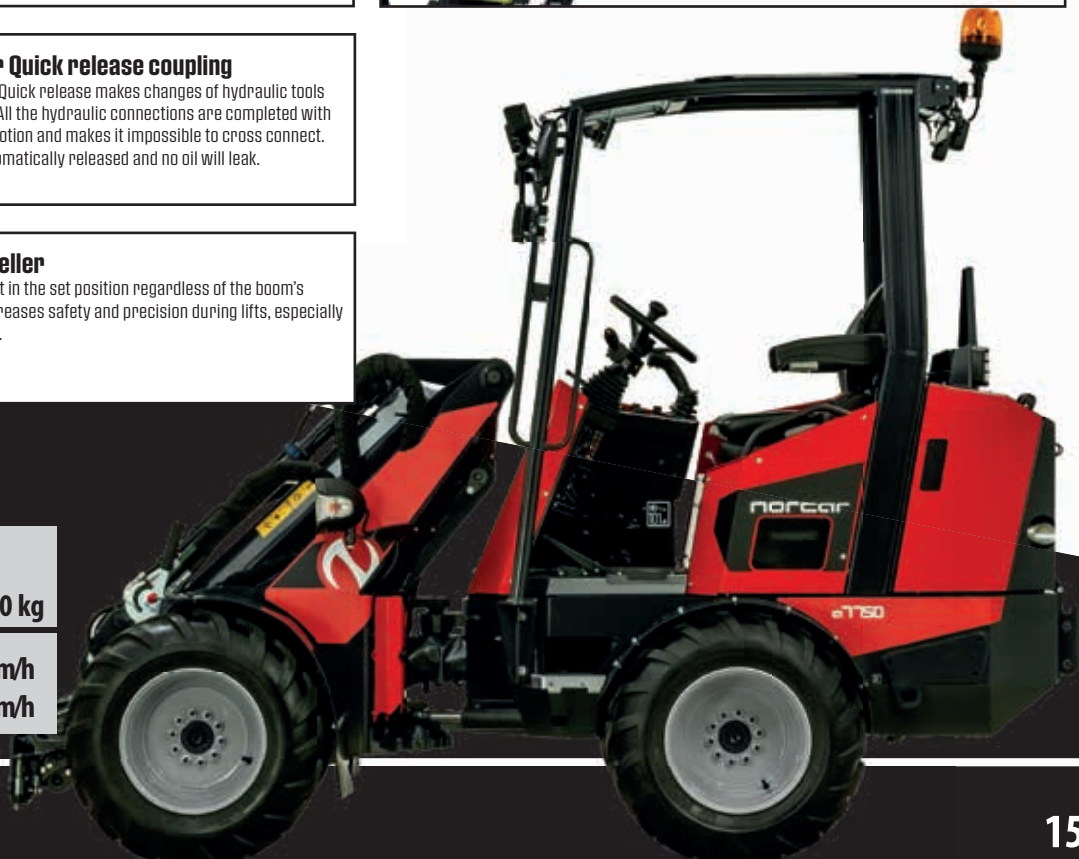 r Quick release coupling
Quick release makes changes of hydraulic tools
All the hydraulic connections are completed with
otion and makes it impossible to cross connect.
omatically released and no oil will leak.
eller
t in the set position regardless of the boom's
reases safety and precision during lifts, especially
.
0 kg
m/h
m/h
norcar
a7750
15